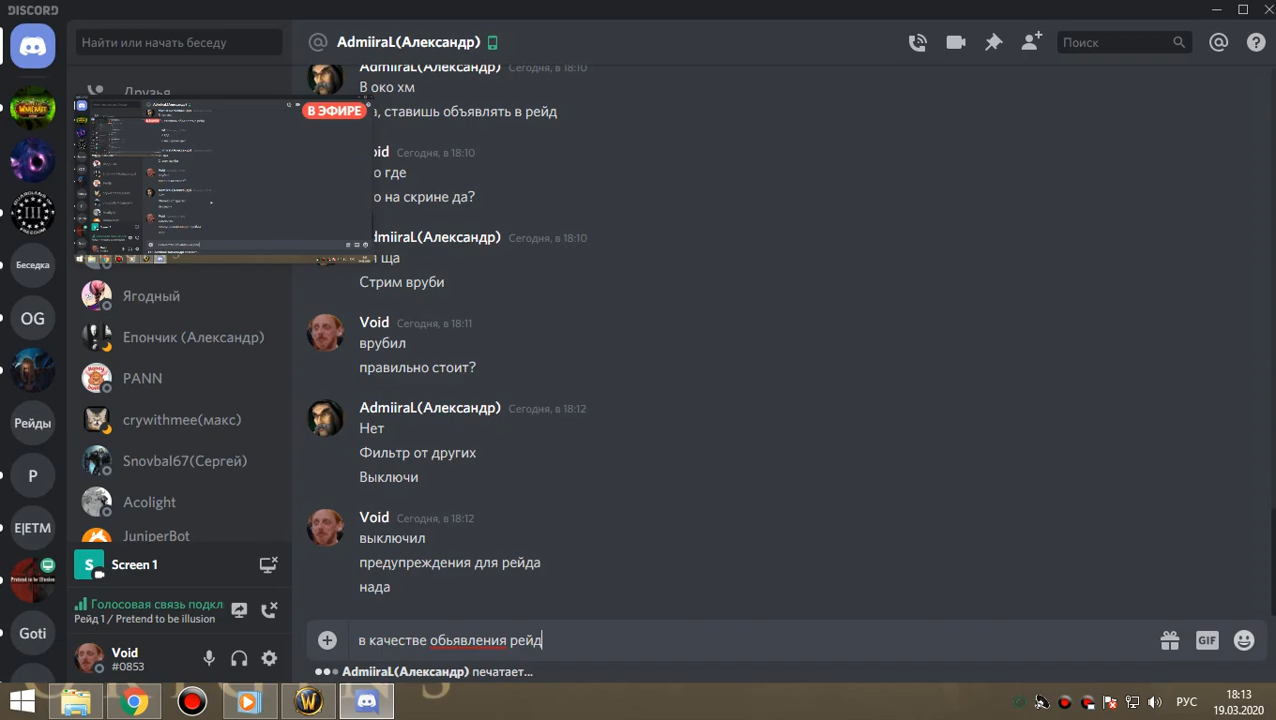 DISCORD
Найти или начать беседу
AdmiiraL(Александр)
Поиск
Друзья
В ЭФИРЕ
AdmiiraL(Александр) Сегодня, в 18:10
В око хм
, ставишь объявлять в рейд
Сегодня, в 18:10
где
на скрине да?
Сегодня, в 18:10
ща
Стрим вруби
Void Сегодня, в 18:11
врубил
правильно стоит?
AdmiiraL(Александр) Сегодня, в 18:12
Нет
Фильтр от других
Выключи
Void Сегодня, в 18:12
выключил
предупреждения для рейда
нада
в качестве обьявления рейд
AdmiiraL(Александр) печатает...
Беседка
OG
Рейды
P
E|ETM
Pretend to be illusion
Goti
Ягодный
Епончик (Александр)
PANN
crywithmee(макс)
Snovbal67(Сергей)
Acolight
JuniperBot
S
Screen 1
Голосовая связь подкл
Рейд 1 / Pretend to be illusion
Void
#0853
GIF
РУС
18:13
19.03.2020